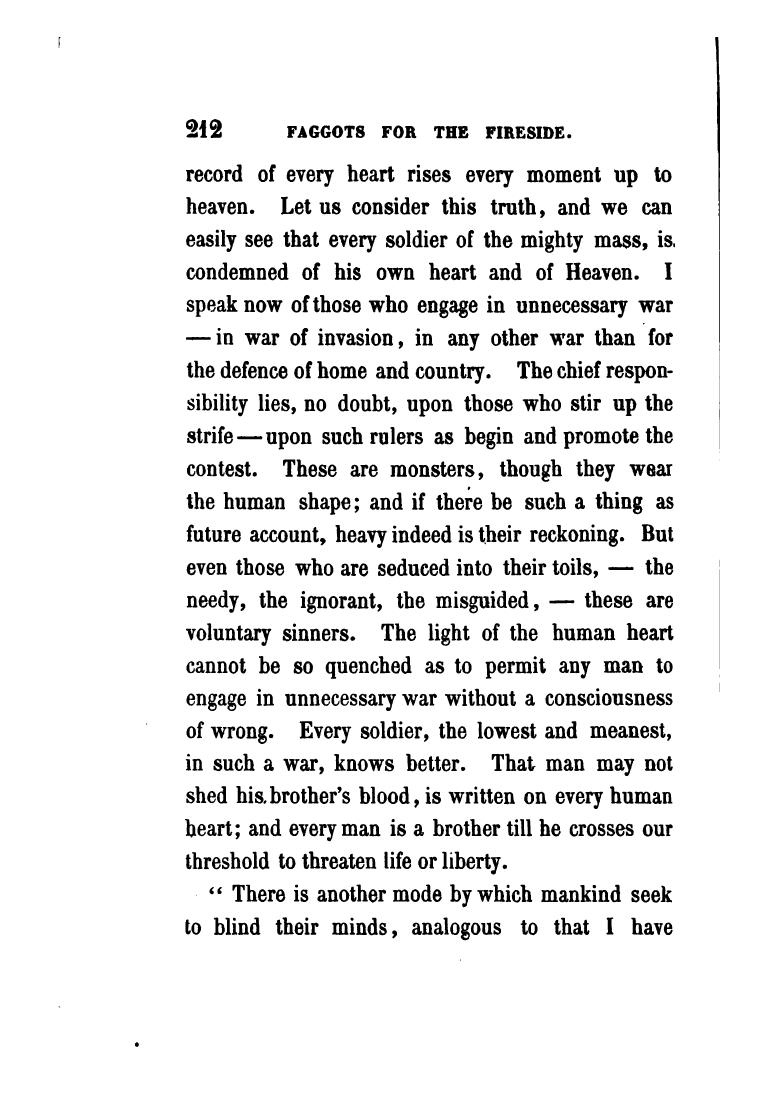 212 FAGGOTS FOR THE FIRESIDE.
record of every heart rises every moment up to
heaven. Let us consider this truth, and we can
easily see that every soldier of the mighty mass, is
condemned of his own heart and of Heaven. I
speak now of those who engage in unnecessary war
— in war of invasion, in any other war than for
the defence of home and country. The chief respon-
sibility lies, no doubt, upon those who stir up the
strife — upon such rulers as begin and promote the
contest. These are monsters, though they wear
the human shape; and if there be such a thing as
future account, heavy indeed is their reckoning. But
even those who are seduced into their toils, — the
needy, the ignorant, the misguided, — these are
voluntary sinners. The light of the human heart
cannot be so quenched as to permit any man to
engage in unnecessary war without a consciousness
of wrong. Every soldier, the lowest and meanest,
in such a war, knows better. That man may not
shed his brother's blood, is written on every human
heart; and every man is a brother till he crosses our
threshold to threaten life or liberty.
“ There is another mode by which mankind seek
to blind their minds, analogous to that I have